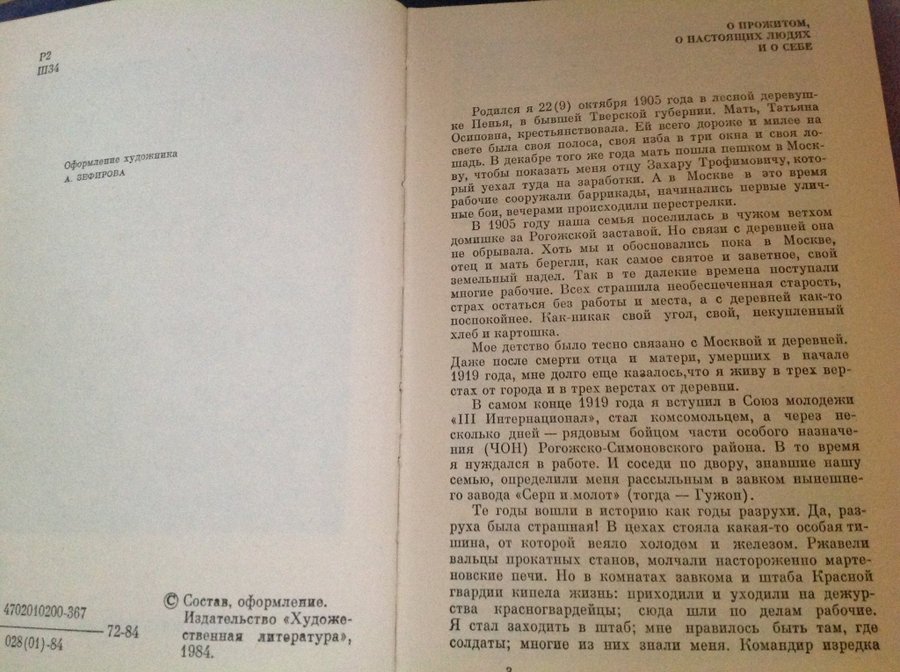 Р2
Ш34
Оформление художника
А. ЗЕФИРОВА
4702010200-367
028(01)-84
72-84
© Состав, оформление.
Издательство «Художе-
ственная литература»,
1984.
О ПРОЖИТОМ,
О НАСТОЯЩИХ ЛЮДЯХ
И О СЕБЕ
Родился я 22(9) октября 1905 года в лесной деревуш-
ке Пенья, в бывшей Тверской губернии. Мать, Татьяна
Осиповна, крестьянствовала. Ей всего дороже и милее на
свете была своя полоса, своя изба в три окна и своя ло-
шадь. В декабре того же года мать пошла пешком в Моск-
ву, чтобы показать меня отцу Захару Трофимовичу, кото-
рый уехал туда на заработки. А в Москве в это время
рабочие сооружали баррикады, начинались первые улич-
ные бои, вечерами происходили перестрелки.
В 1905 году наша семья поселилась в чужом ветхом
домишке за Рогожской заставой. Но связи с деревней она
не обрывала. Хоть мы и обосновались пока в Москве,
отец и мать берегли, как самое святое и заветное, свой
земельный надел. Так в те далекие времена поступали
многие рабочие. Всех страшила необеспеченная старость,
страх остаться без работы и места, а с деревней как-то
поспокойнее. Как-никак свой угол, свой, некупленный
хлеб и картошка.
Мое детство было тесно связано с Москвой и деревней.
Даже после смерти отца и матери, умерших в начале
1919 года, мне долго еще казалось,что я живу в трех вер-
стах от города и в трех верстах от деревни.
В самом конце 1919 года я вступил в Союз молодежи
«III Интернационал», стал комсомольцем, а через не-
сколько дней — рядовым бойцом части особого назначе-
ния (ЧОН) Рогожско-Симоновского района. В то время
я нуждался в работе. И соседи по двору, знавшие нашу
семью, определили меня рассыльным в завком нынешне-
го завода «Серп и молот» (тогда — Гужон).
Те годы вошли в историю как годы разрухи. Да, раз-
руха была страшная! В цехах стояла какая-то особая ти-
шина, от которой веяло холодом и железом. Ржавели
вальцы прокатных станов, молчали настороженно марте-
новские печи. Но в комнатах завкома и штаба Красной
гвардии кипела жизнь: приходили и уходили на дежур-
ства красногвардейцы; сюда шли по делам рабочие.
Я стал заходить в штаб; мне нравилось быть там, где
солдаты; многие из них знали меня. Командир изредка